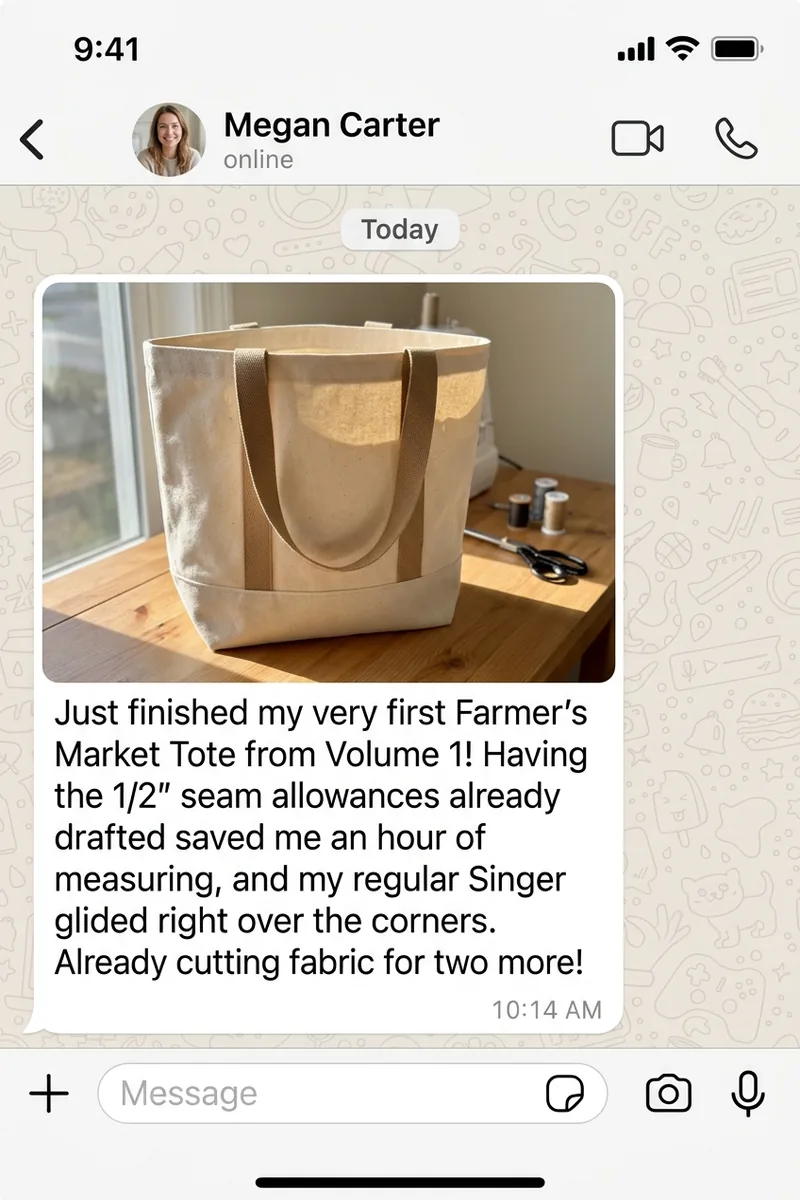 9:41
Megan Carter
online
Today
Just finished my very first Farmer’s
Market Tote from Volume 1! Having
the 1/2” seam allowances already
drafted saved me an hour of
measuring, and my regular Singer
glided right over the corners.
Already cutting fabric for two more!
10:14 AM
Message